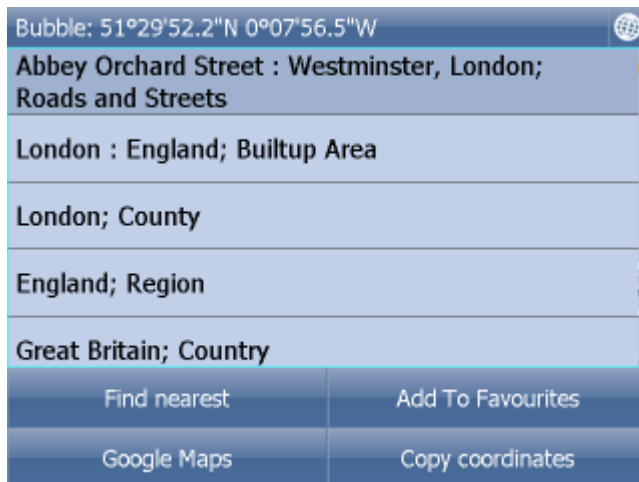 Bubble: 51°29'52.2"N 0°07'56.5"W
Abbey Orchard Street : Westminster, London;
Roads and Streets
London : England; Builtup Area
London; County
England; Region
Great Britain; Country
Find nearest
Add To Favourites
Google Maps
Copy coordinates